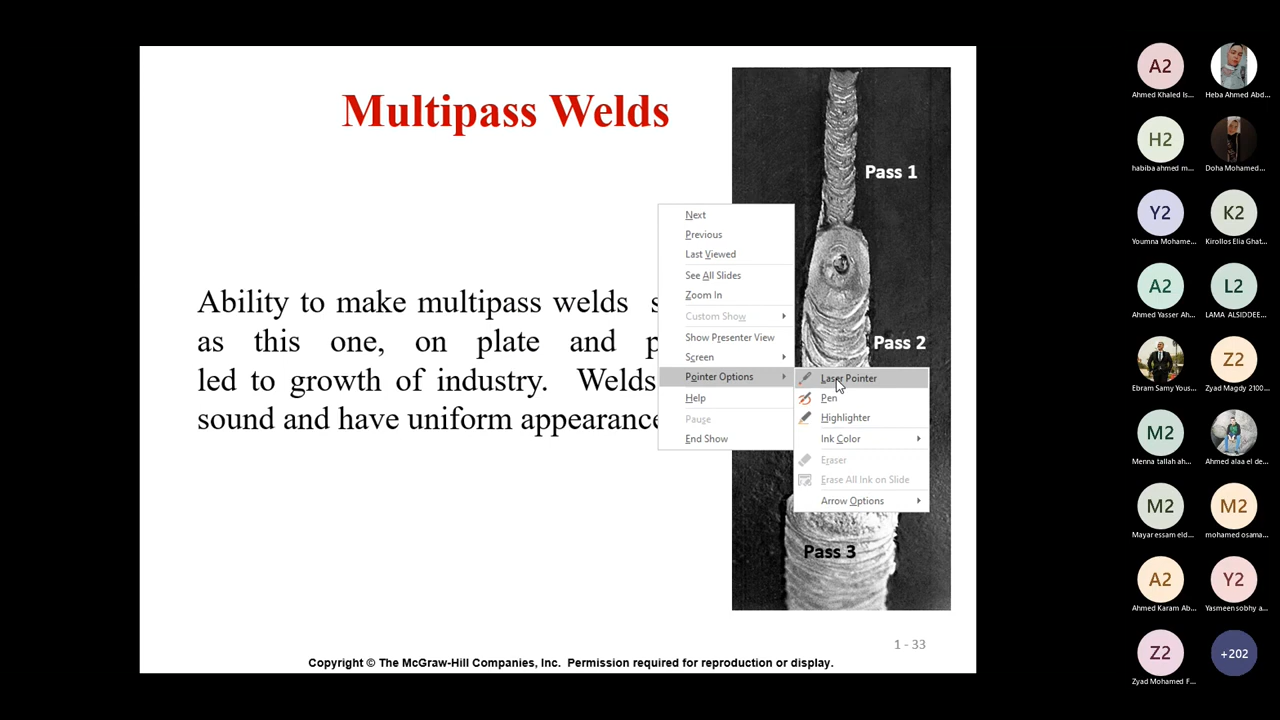 Multipass Welds
Pass 1
Ability to make multipass welds s
as this one, on plate and p
led to growth of industry. Welds
sound and have uniform appearance
Pass 2
Pass 3
Next
Previous
Last Viewed
See All Slides
Zoom In
Custom Show
Show Presenter View
Screen
Pointer Options
Help
Pause
End Show
Laser Pointer
Pen
Highlighter
Ink Color
Eraser
Erase All Ink on Slide
Arrow Options
1 - 33
Copyright © The McGraw-Hill Companies, Inc. Permission required for reproduction or display.
A2
Ahmed Khaled Is...
Heba Ahmed Abd...
H2
habiba ahmed m...
Doha Mohamed...
Y2
Youmna Mohame...
K2
Kirollos Elia Ghat...
A2
Ahmed Yasser Ah...
L2
LAMA ALSIDDEE...
Ebram Samy Yous...
Z2
Zyad Magdy 2100...
M2
Menna tallah ah...
Ahmed alaa el de...
M2
Mayar essam eld...
M2
mohamed osama...
A2
Ahmed Karam Ab...
Y2
Yasmeen sobhy a...
Z2
Zyad Mohamed F...
+202